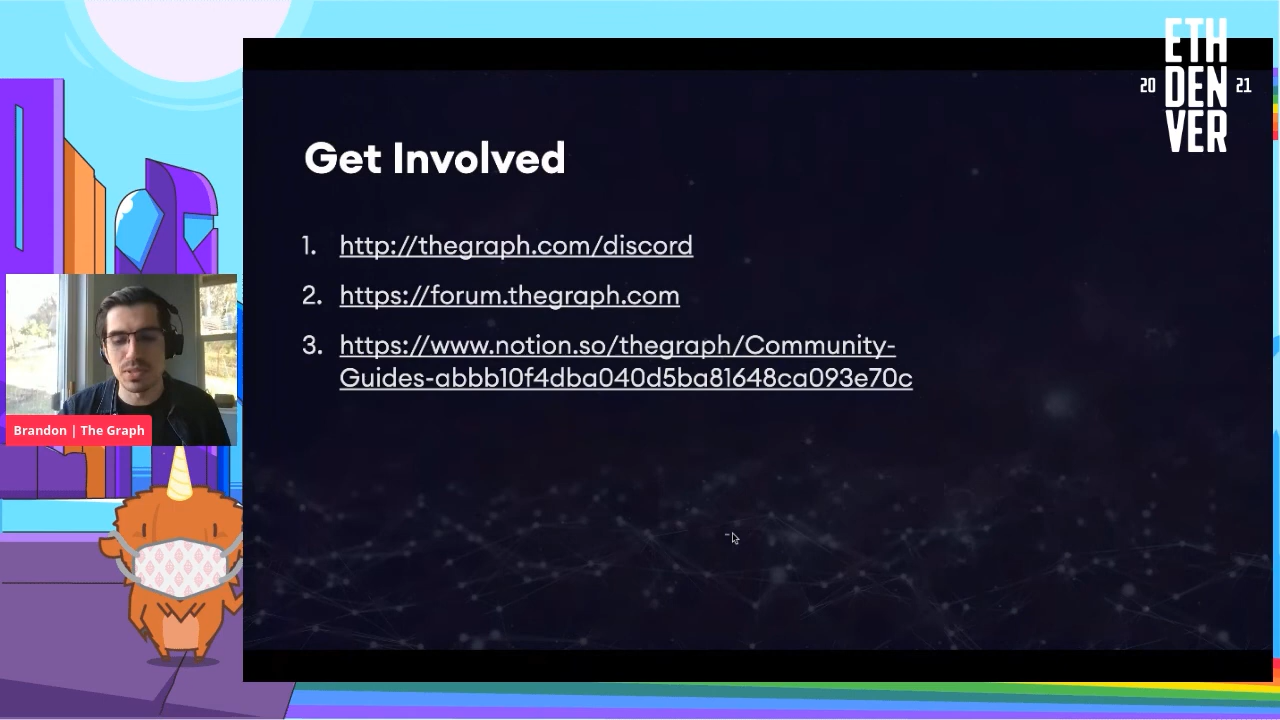 ETH
20 DEN 21
VER
Get Involved
1. http://thegraph.com/discord
2. https://forum.thegraph.com
3. https://www.notion.so/thegraph/Community-
Guides-abbb10f4dba040d5ba81648ca093e70c
Brandon | The Graph